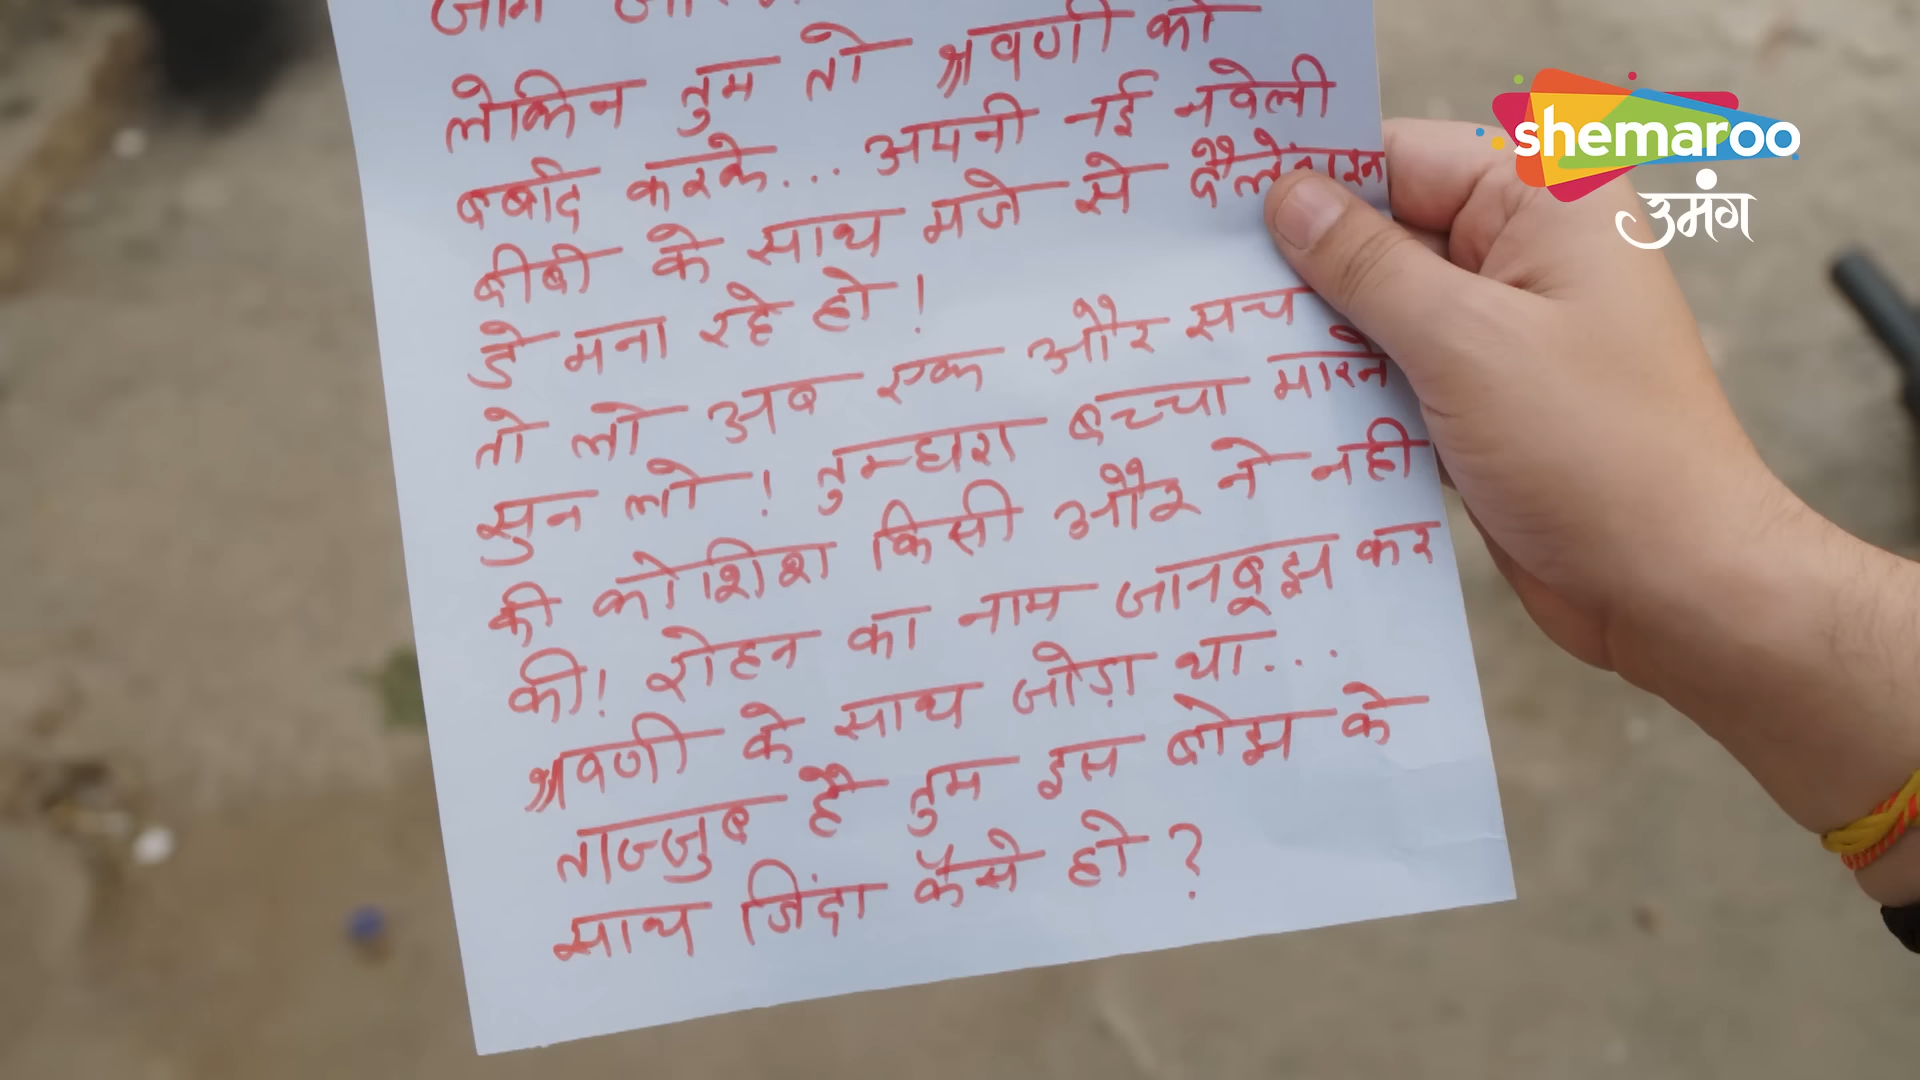 लेकिन तुम तो श्रवणी को
बर्बाद करके... अपनी नई नवेली
बीबी के साथ मजे से वैलेंटाइन
डे मना रहे हो!
तो लो अब एक और सच
सुन लो! तुम्हारा बच्चा मारने
की कोशिश किसी और ने नही
की! रोहन का नाम जानबूझ कर
श्रवणी के साथ जोड़ा था...
ताज्जुब है तुम इस बोझ के
साथ जिंदा कैसे हो?
shemaroo
उमंग